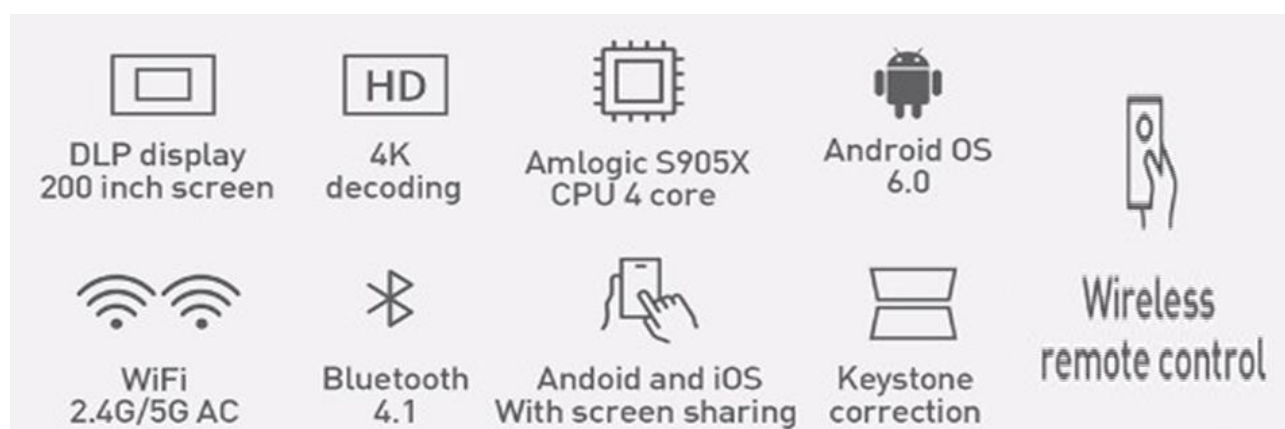 DLP display
200 inch screen
HD
4K
decoding
Amlogic S905X
CPU 4 core
Android OS
6.0
WiFi
2.4G/5G AC
Bluetooth
4.1
Andoid and iOS
With screen sharing
Keystone
correction
Wireless
remote control